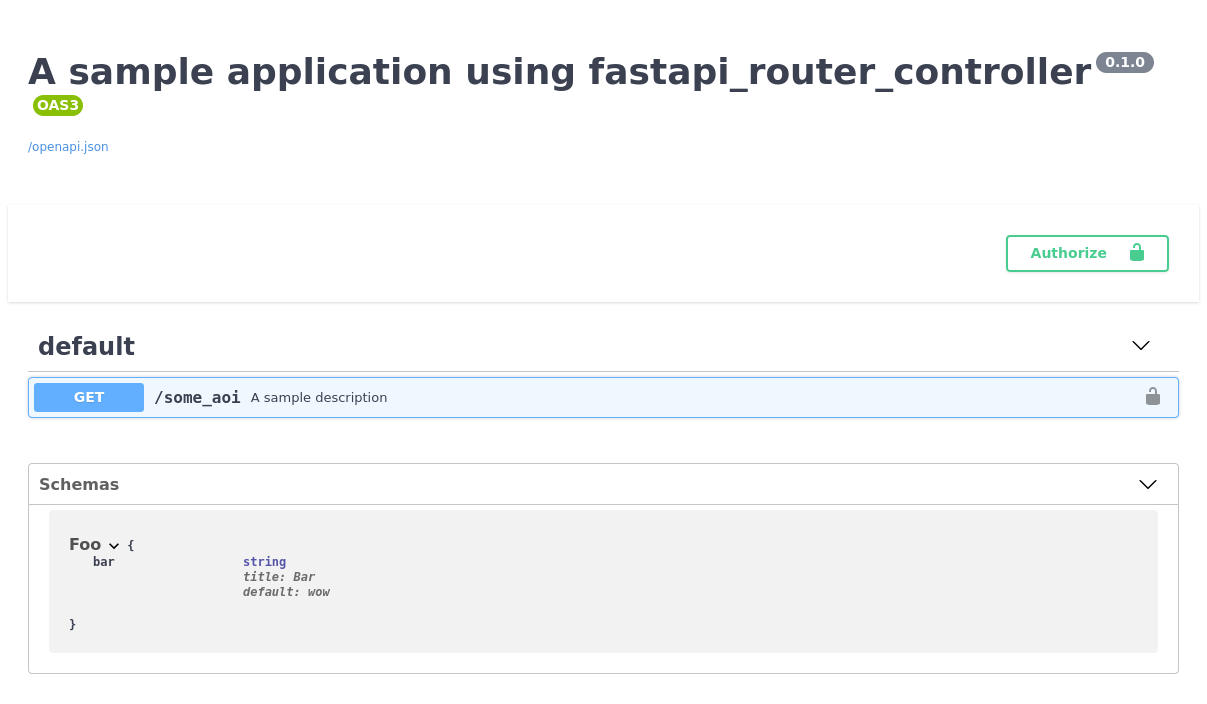 A sample application using fastapi_router_controller 0.1.0
OAS3
/openapi.json
Authorize
default
GET /some_aoi A sample description
Schemas
Foo {
bar string
title: Bar
default: wow
}